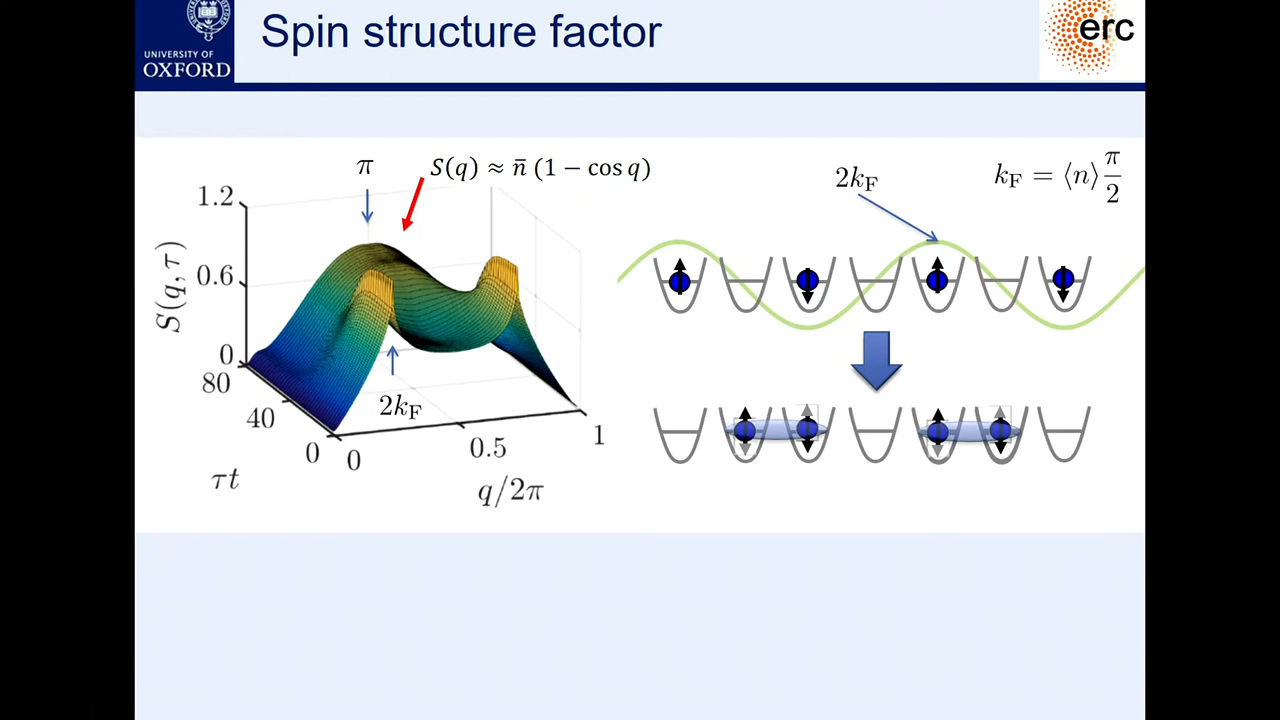 UNIVERSITY OF
OXFORD
Spin structure factor
erc
π
S(q) ≈ n̄ (1 − cos q)
1.2
0.6
0
S(q, τ)
80
40
0
τt
2k_F
0
0.5
1
q/2π
2k_F
k_F = ⟨n⟩ π/2